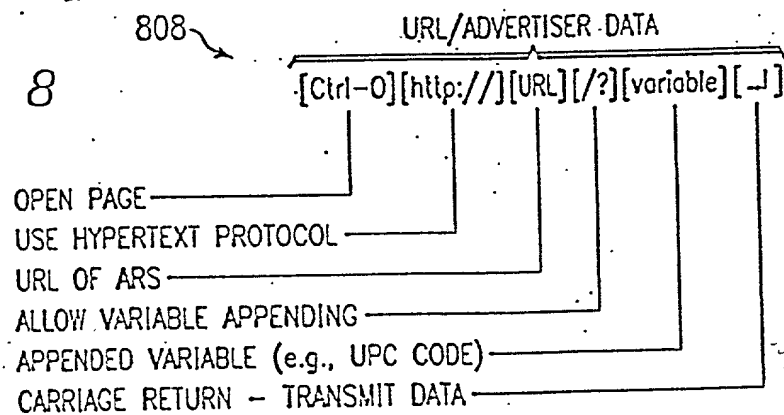 808
URL/ADVERTISER DATA
8
[Ctrl-O][http://][URL][/?][variable][↵]
OPEN PAGE
USE HYPERTEXT PROTOCOL
URL OF ARS
ALLOW VARIABLE APPENDING
APPENDED VARIABLE (e.g., UPC CODE)
CARRIAGE RETURN – TRANSMIT DATA